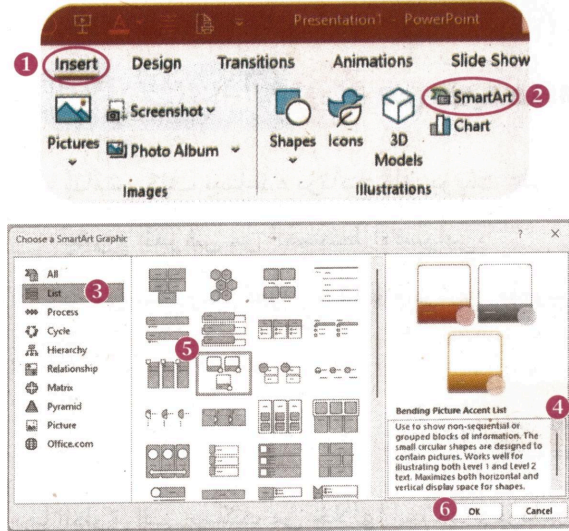 Presentation1 - PowerPoint
1 Insert Design Transitions Animations Slide Show
Pictures
Screenshot
Photo Album
Images
Shapes
Icons
3D Models
SmartArt 2
Chart
Illustrations
Choose a SmartArt Graphic ? ×
All
List 3
Process
Cycle
Hierarchy
Relationship
Matrix
Pyramid
Picture
Office.com
5
Bending Picture Accent List 4
Use to show non-sequential or
grouped blocks of information. The
small circular shapes are designed to
contain pictures. Works well for
illustrating both Level 1 and Level 2
text. Maximizes both horizontal and
vertical display space for shapes.
6 OK Cancel